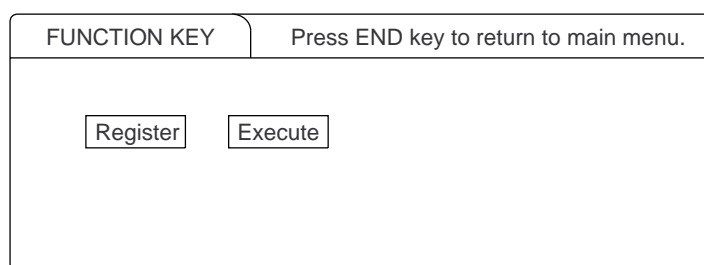 FUNCTION KEY Press END key to return to main menu.
Register Execute